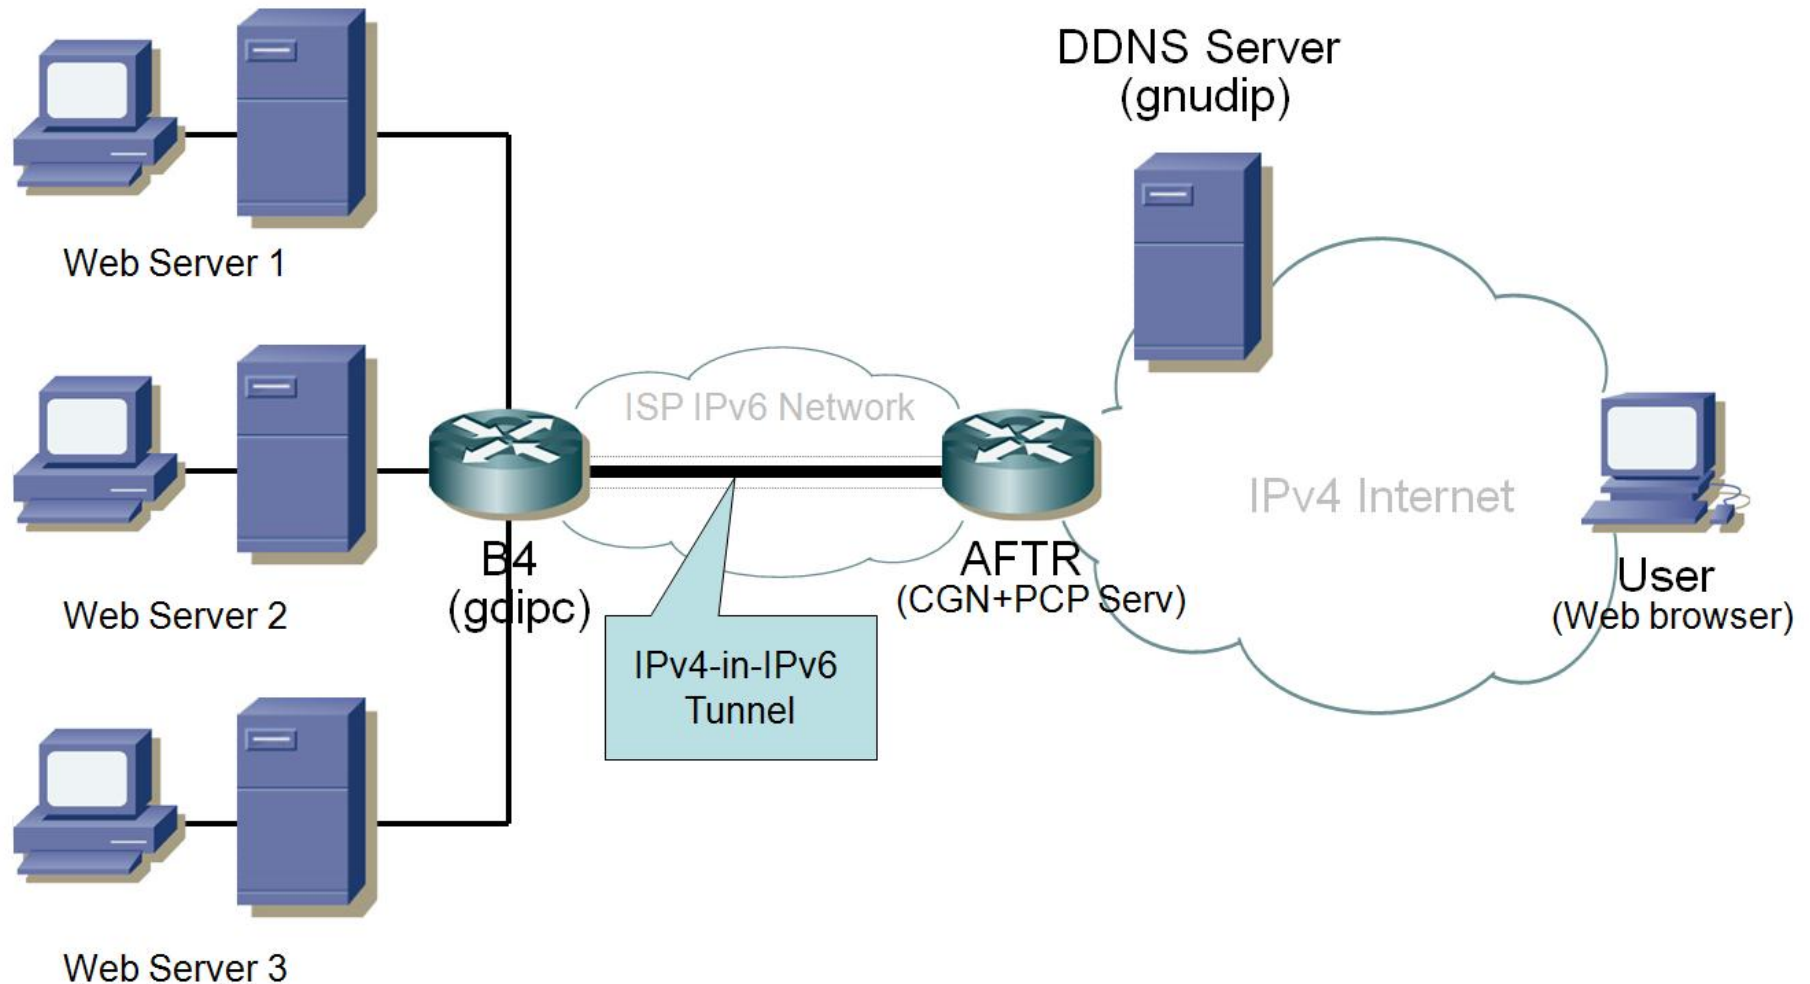 DDNS Server
(gnudip)
Web Server 1
ISP IPv6 Network
IPv4 Internet
B4
(gdipc)
AFTR
(CGN+PCP Serv)
User
(Web browser)
Web Server 2
IPv4-in-IPv6
Tunnel
Web Server 3